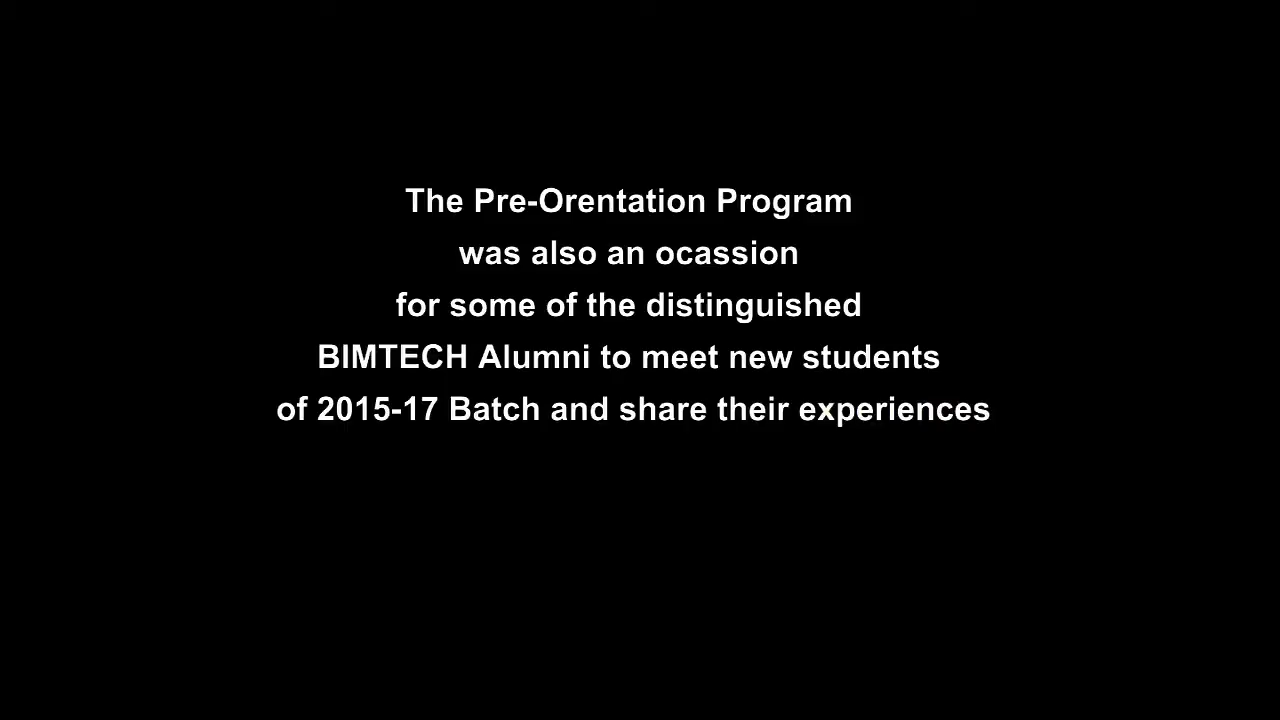 The Pre-Orentation Program
was also an ocassion
for some of the distinguished
BIMTECH Alumni to meet new students
of 2015-17 Batch and share their experiences